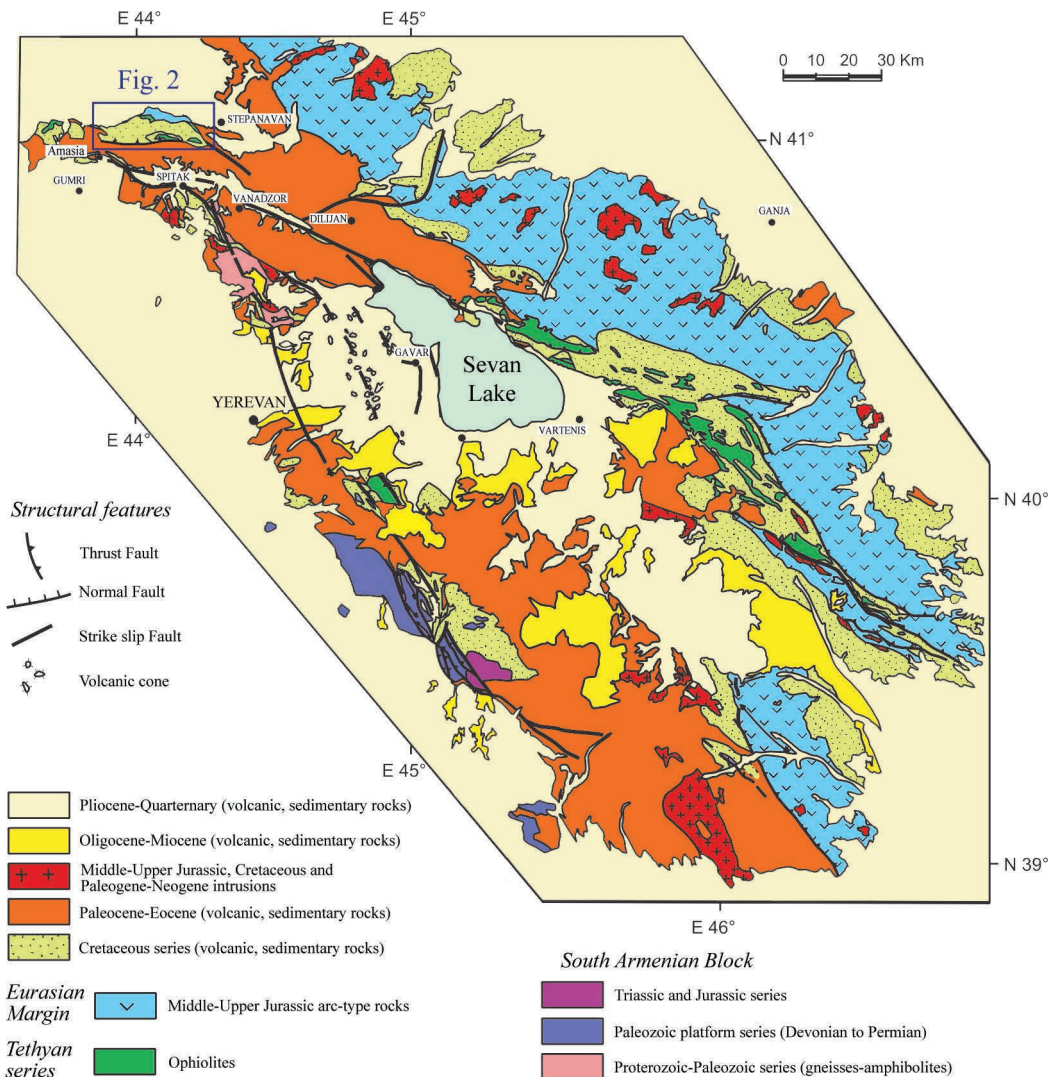 E 44°
E 45°
0 10 20 30 Km
Fig. 2
STEPANAVAN
N 41°
Amasia
GUMRI
SPITAK
VANADZOR
DILIJAN
GANJA
GAVAR
Sevan
Lake
YEREVAN
VARTENIS
E 44°
N 40°
Structural features
Thrust Fault
Normal Fault
Strike slip Fault
Volcanic cone
E 45°
N 39°
E 46°
Pliocene-Quarternary (volcanic, sedimentary rocks)
Oligocene-Miocene (volcanic, sedimentary rocks)
Middle-Upper Jurassic, Cretaceous and
Paleogene-Neogene intrusions
Paleocene-Eocene (volcanic, sedimentary rocks)
Cretaceous series (volcanic, sedimentary rocks)
Eurasian
Margin
Middle-Upper Jurassic arc-type rocks
Tethyan
series
Ophiolites
South Armenian Block
Triassic and Jurassic series
Paleozoic platform series (Devonian to Permian)
Proterozoic-Paleozoic series (gneisses-amphibolites)